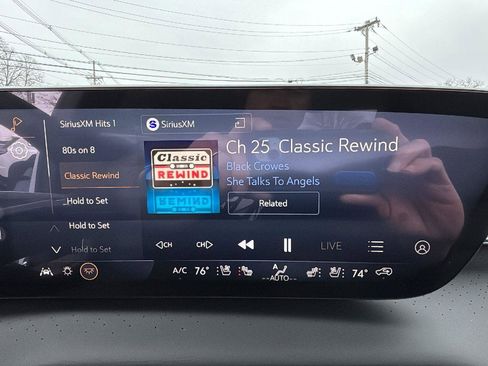 SiriusXM Hits 1
SiriusXM
80s on 8
Classic Rewind
Hold to Set
Hold to Set
Hold to Set
Classic
REWIND
Ch 25 Classic Rewind
Black Crowes
She Talks To Angels
Related
CH
CH
LIVE
A/C
76°
A
AUTO
74°